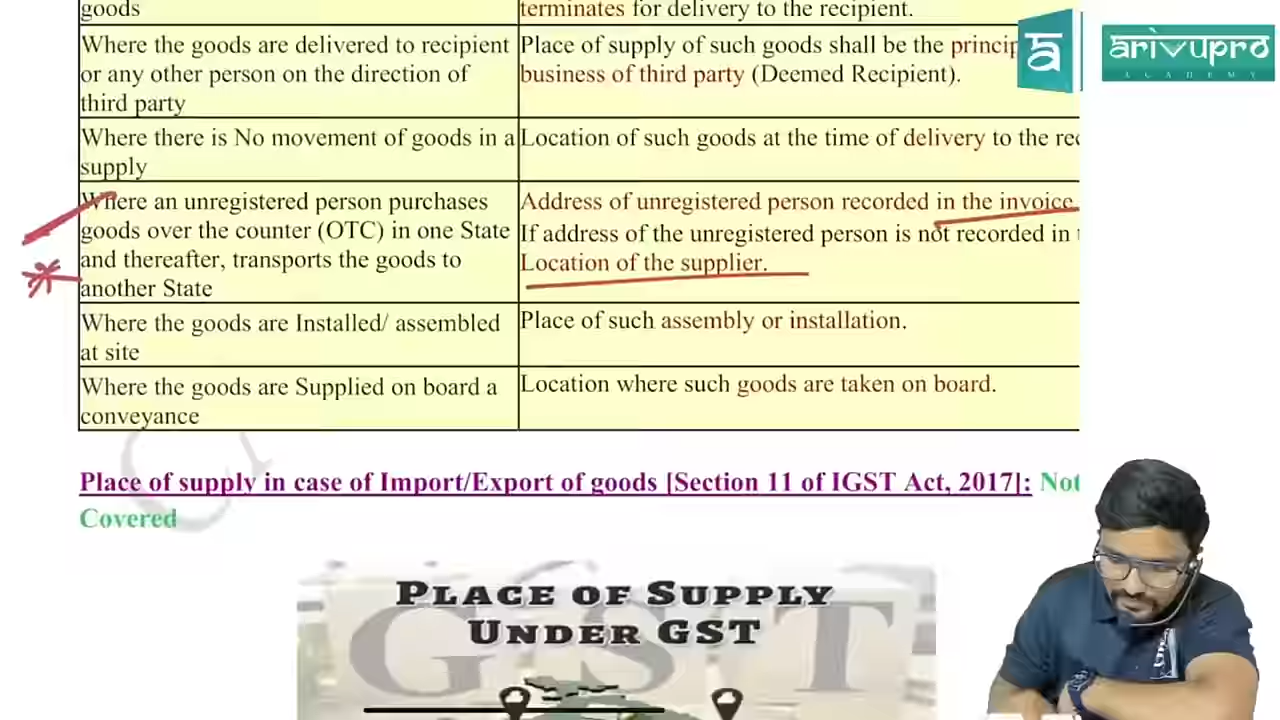 goods
terminates for delivery to the recipient.
Where the goods are delivered to recipient
or any other person on the direction of
third party
Place of supply of such goods shall be the
business of third party (Deemed Recipient).
Where there is No movement of goods in a
supply
Location of such goods at the time of delivery to the
Where an unregistered person purchases
goods over the counter (OTC) in one State
and thereafter, transports the goods to
another State
Address of unregistered person recorded in the invoice
If address of the unregistered person is not recorded in
Location of the supplier.
Where the goods are Installed/ assembled
at site
Place of such assembly or installation.
Where the goods are Supplied on board a
conveyance
Location where such goods are taken on board.
Place of supply in case of Import/Export of goods [Section 11 of IGST Act, 2017]: Not
Covered
PLACE OF SUPPLY
UNDER GST
GST
arivupro
ACADEMY